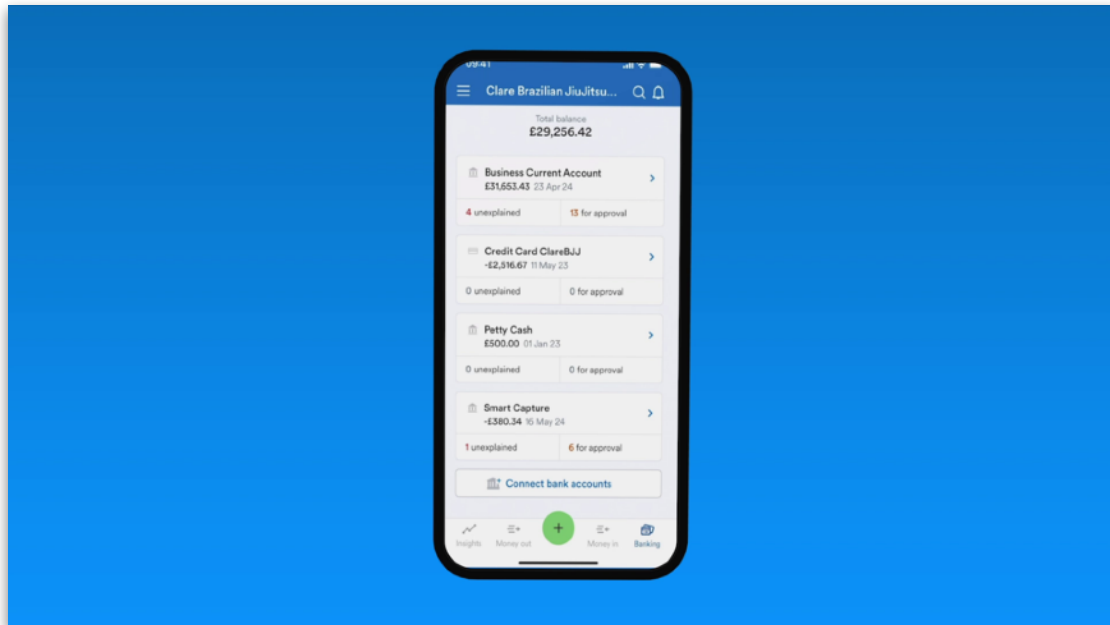 09:41
Clare Brazilian JiuJitsu...
Total balance
£29,256.42
Business Current Account
£31,653.43 23 Apr 24
4 unexplained 13 for approval
Credit Card ClareBJJ
-£2,516.67 11 May 23
0 unexplained 0 for approval
Petty Cash
£500.00 01 Jan 23
0 unexplained 0 for approval
Smart Capture
-£380.34 16 May 24
1 unexplained 6 for approval
Connect bank accounts
Insights Money out Money in Banking